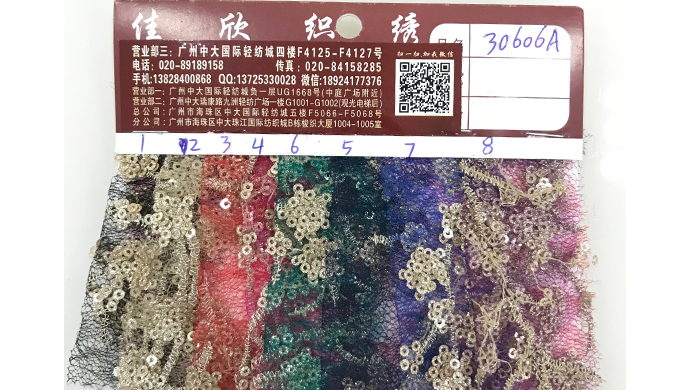 佳 欣 织 绣
品名
30606A
营业部三：广州中大国际轻纺城四楼F4125-F4127号
电话：020-89189158 传真：020-84158285
手机:13828400868 QQ:13725330028 微信:18924177376
营业部一：广州中大国际轻纺城负一层UG1668号(中庭广场附近)
营业部二：广州中大瑞康路九洲轻纺广场一楼G1001-G1002(观光电梯后)
总公司：广州市海珠区中大国际轻纺城五楼F5066-F5068号
分公司：广州市海珠区中大珠江国际纺织城B栋梭织大厦1004-1005室
扫一扫,加我微信
1 2 3 4 6 5 7 8